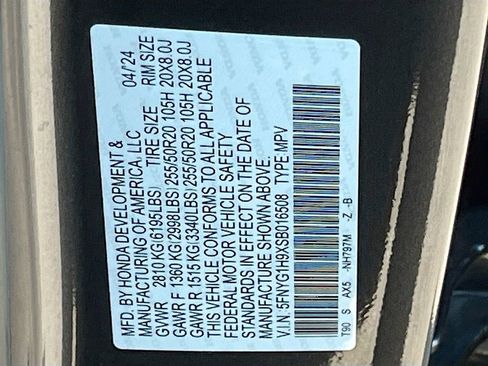 MFD. BY HONDA DEVELOPMENT & 04/24
MANUFACTURING OF AMERICA, LLC
TIRE SIZE RIM SIZE
GVWR 2810 KG(6195LBS)
GAWR F 1360 KG(2998LBS)255/50R20 105H 20X8.0J
GAWR R 1515 KG(3340LBS)255/50R20 105H 20X8.0J
THIS VEHICLE CONFORMS TO ALL APPLICABLE
FEDERAL MOTOR VEHICLE SAFETY
STANDARDS IN EFFECT ON THE DATE OF
MANUFACTURE SHOWN ABOVE.
V.I.N. 5FNYG1H9XSB016508 TYPE MPV
T90 S AX5 -NH797M -Z -B